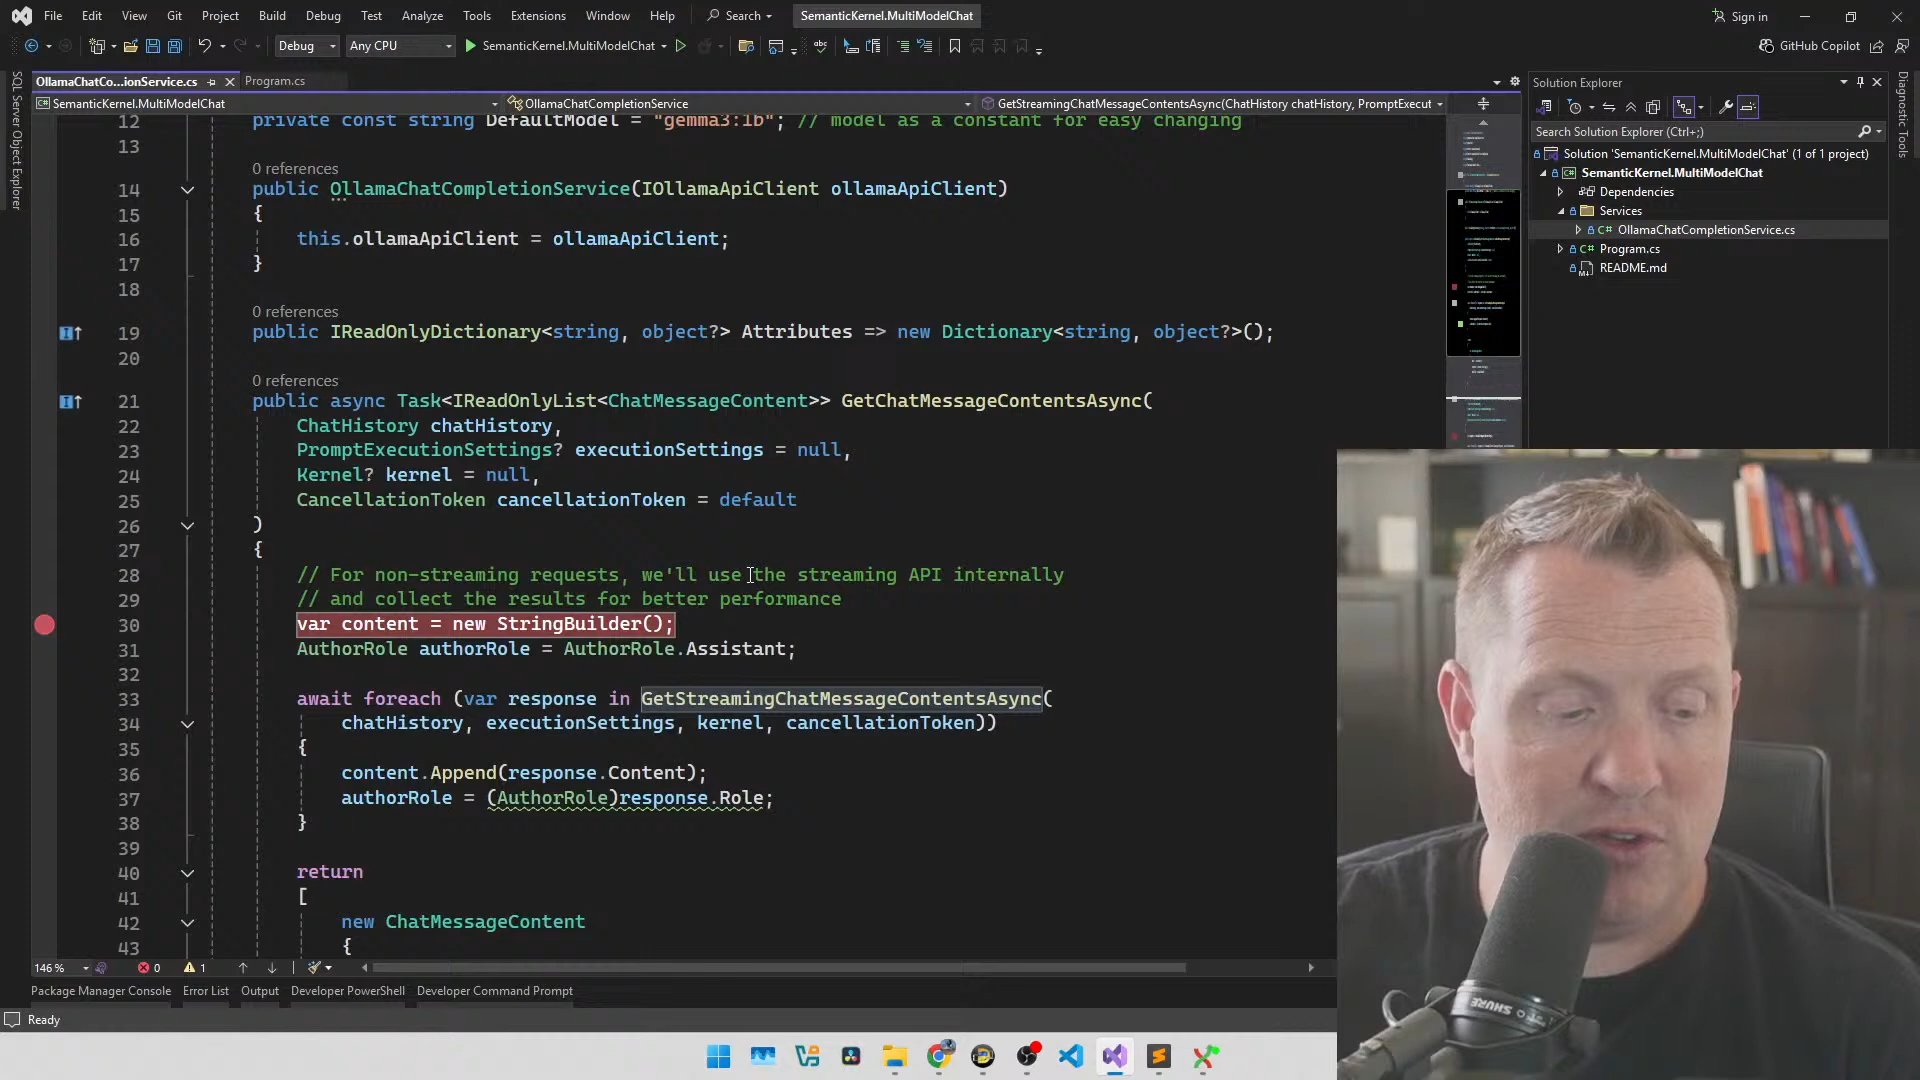 File Edit View Git Project Build Debug Test Analyze Tools Extensions Window Help Search SemanticKernel.MultiModelChat Sign in
Debug Any CPU SemanticKernel.MultiModelChat GitHub Copilot
SQL Server Object Explorer
OllamaChatCo...ionService.cs Program.cs
SemanticKernel.MultiModelChat OllamaChatCompletionService GetStreamingChatMessageContentsAsync(ChatHistory chatHistory, PromptExecut
12 private const string DefaultModel = "gemma3:1b"; // model as a constant for easy changing
13
0 references
14 public OllamaChatCompletionService(IOllamaApiClient ollamaApiClient)
15 {
16 this.ollamaApiClient = ollamaApiClient;
17 }
18
0 references
19 public IReadOnlyDictionary<string, object?> Attributes => new Dictionary<string, object?>();
20
0 references
21 public async Task<IReadOnlyList<ChatMessageContent>> GetChatMessageContentsAsync(
22 ChatHistory chatHistory,
23 PromptExecutionSettings? executionSettings = null,
24 Kernel? kernel = null,
25 CancellationToken cancellationToken = default
26 )
27 {
28 // For non-streaming requests, we'll use the streaming API internally
29 // and collect the results for better performance
30 var content = new StringBuilder();
31 AuthorRole authorRole = AuthorRole.Assistant;
32
33 await foreach (var response in GetStreamingChatMessageContentsAsync(
34 chatHistory, executionSettings, kernel, cancellationToken))
35 {
36 content.Append(response.Content);
37 authorRole = (AuthorRole)response.Role;
38 }
39
40 return
41 [
42 new ChatMessageContent
43 {
146 % 0 1
Package Manager Console Error List Output Developer PowerShell Developer Command Prompt
Ready
Solution Explorer
Search Solution Explorer (Ctrl+;)
Solution 'SemanticKernel.MultiModelChat' (1 of 1 project)
SemanticKernel.MultiModelChat
Dependencies
Services
OllamaChatCompletionService.cs
Program.cs
README.md
Diagnostic Tools
SHURE